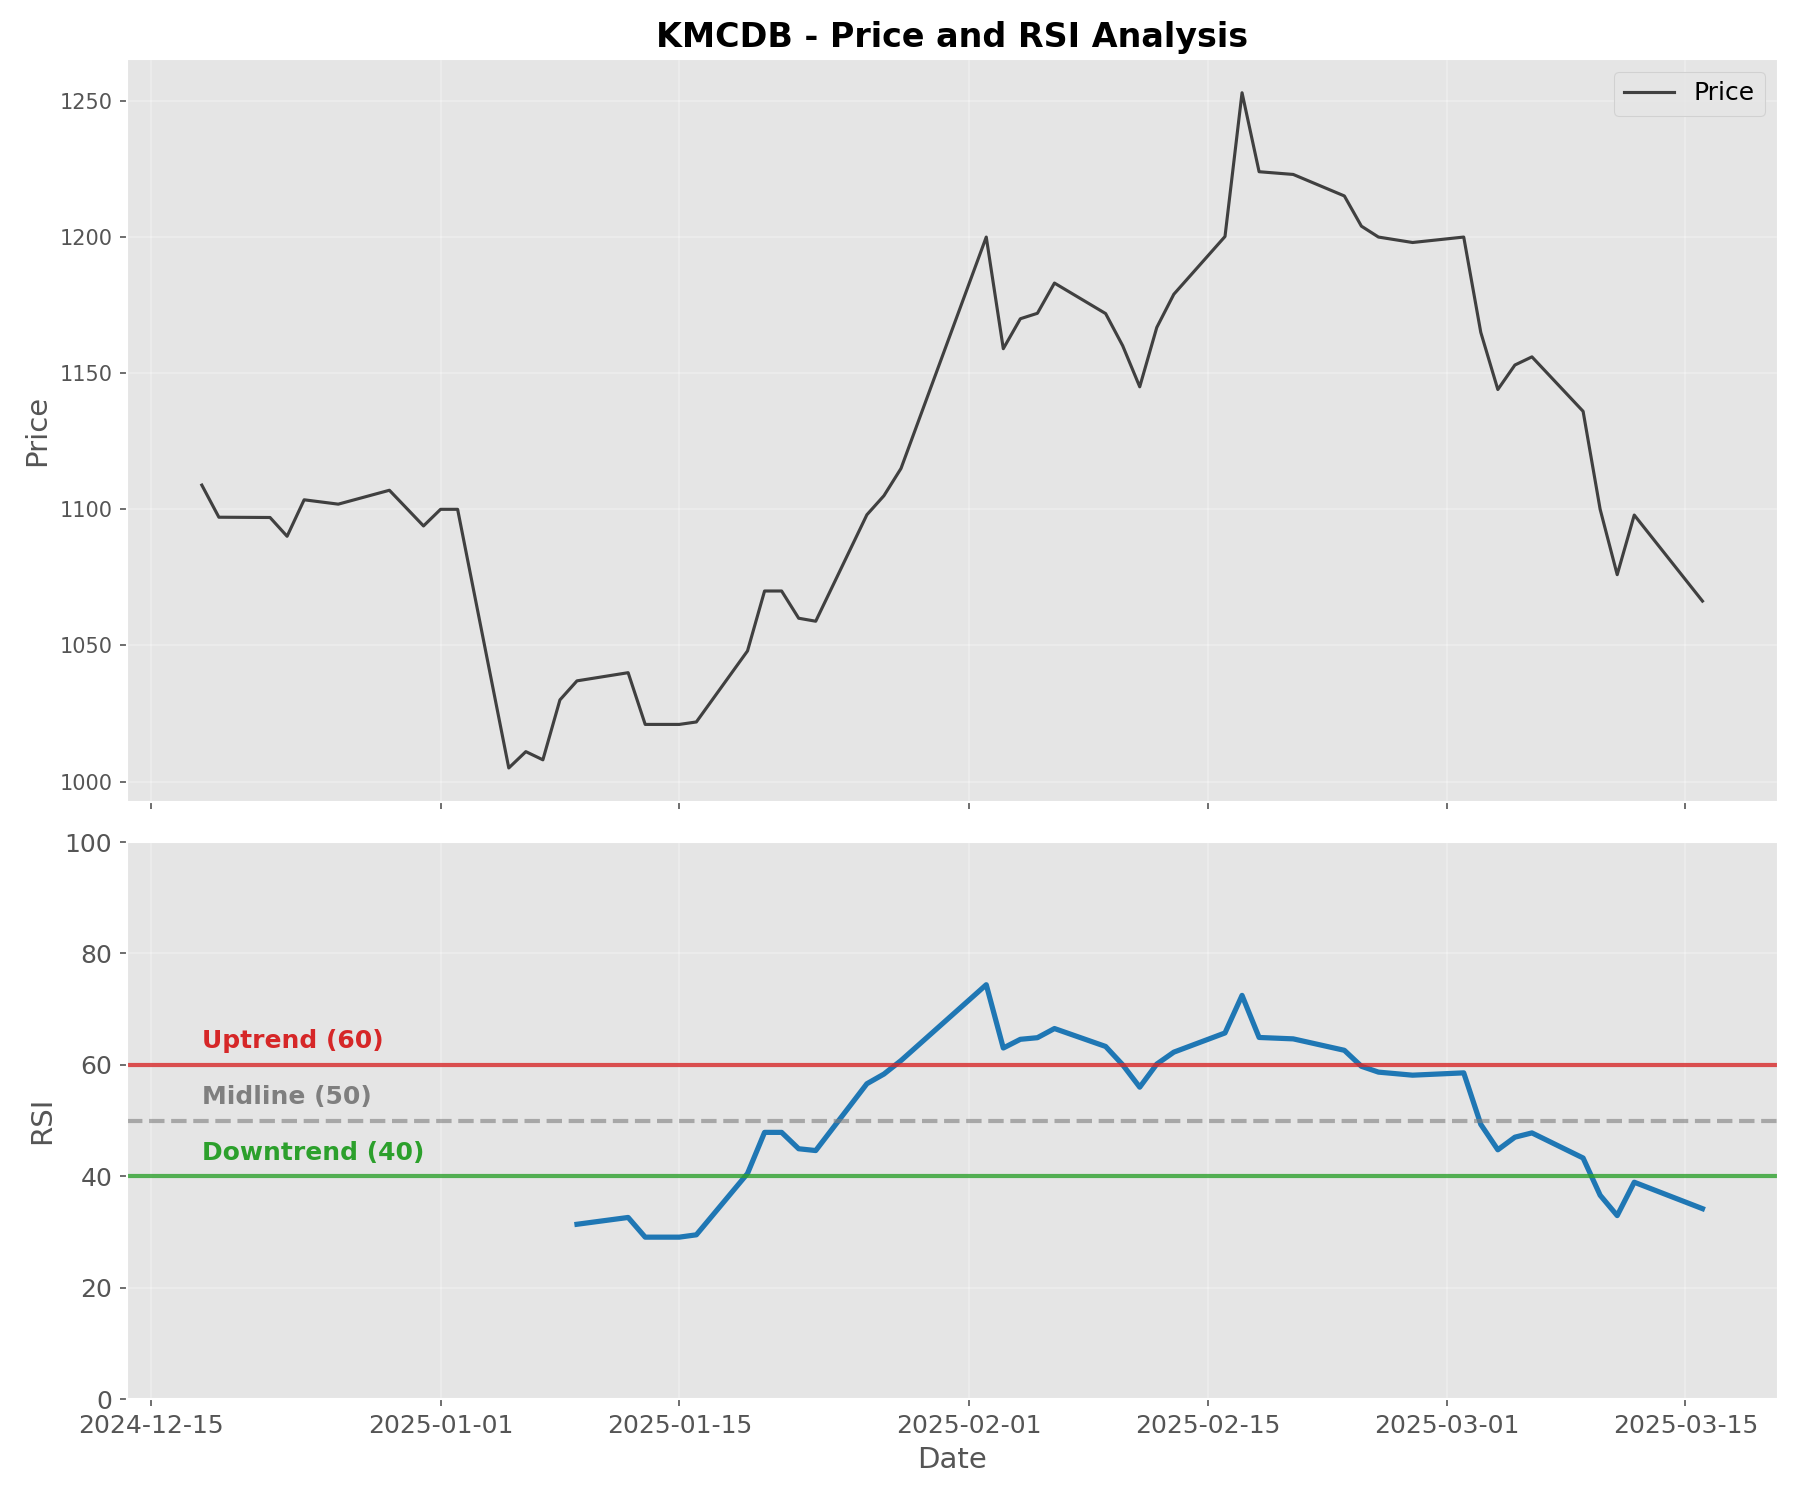 KMCDB - Price and RSI Analysis
Price
1250
1200
1150
1100
1050
1000
Price
100
80
60
40
20
0
RSI
Uptrend (60)
Midline (50)
Downtrend (40)
2024-12-15 2025-01-01 2025-01-15 2025-02-01 2025-02-15 2025-03-01 2025-03-15
Date